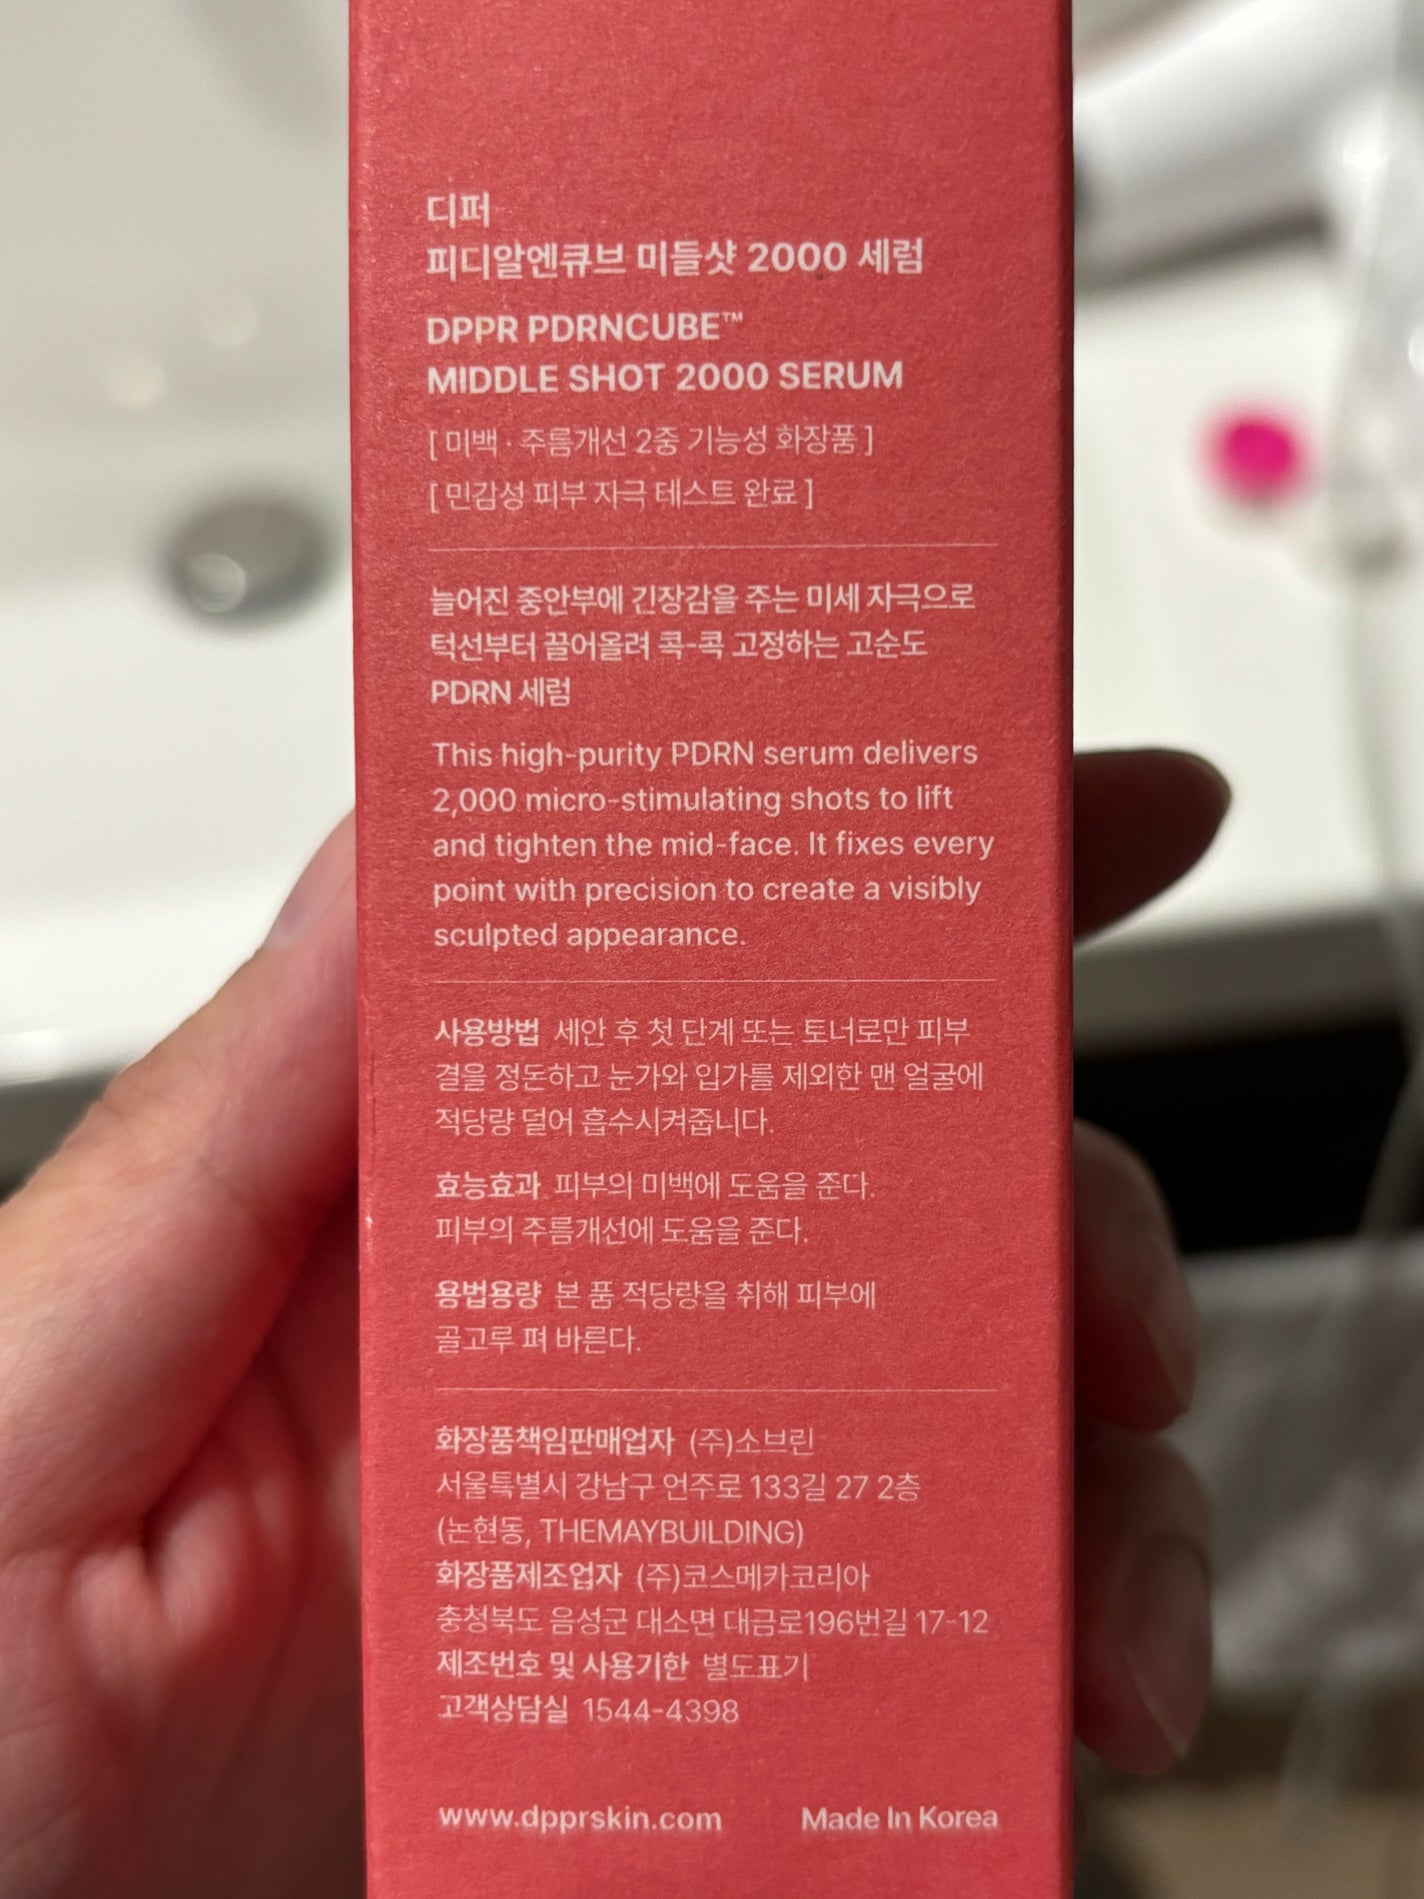 디퍼
피디알엔큐브 미들샷 2000 세럼
DPPR PDRNCUBE™
MIDDLE SHOT 2000 SERUM
[ 미백 · 주름개선 2중 기능성 화장품 ]
[ 민감성 피부 자극 테스트 완료 ]
늘어진 중안부에 긴장감을 주는 미세 자극으로
턱선부터 끌어올려 콕-콕 고정하는 고순도
PDRN 세럼
This high-purity PDRN serum delivers
2,000 micro-stimulating shots to lift
and tighten the mid-face. It fixes every
point with precision to create a visibly
sculpted appearance.
사용방법 세안 후 첫 단계 또는 토너로만 피부
결을 정돈하고 눈가와 입가를 제외한 맨 얼굴에
적당량 덜어 흡수시켜줍니다.
효능효과 피부의 미백에 도움을 준다.
피부의 주름개선에 도움을 준다.
용법용량 본 품 적당량을 취해 피부에
골고루 펴 바른다.
화장품책임판매업자 (주)소브린
서울특별시 강남구 언주로 133길 27 2층
(논현동, THEMAYBUILDING)
화장품제조업자 (주)코스메카코리아
충청북도 음성군 대소면 대금로196번길 17-12
제조번호 및 사용기한 별도표기
고객상담실 1544-4398
www.dpprskin.com Made In Korea